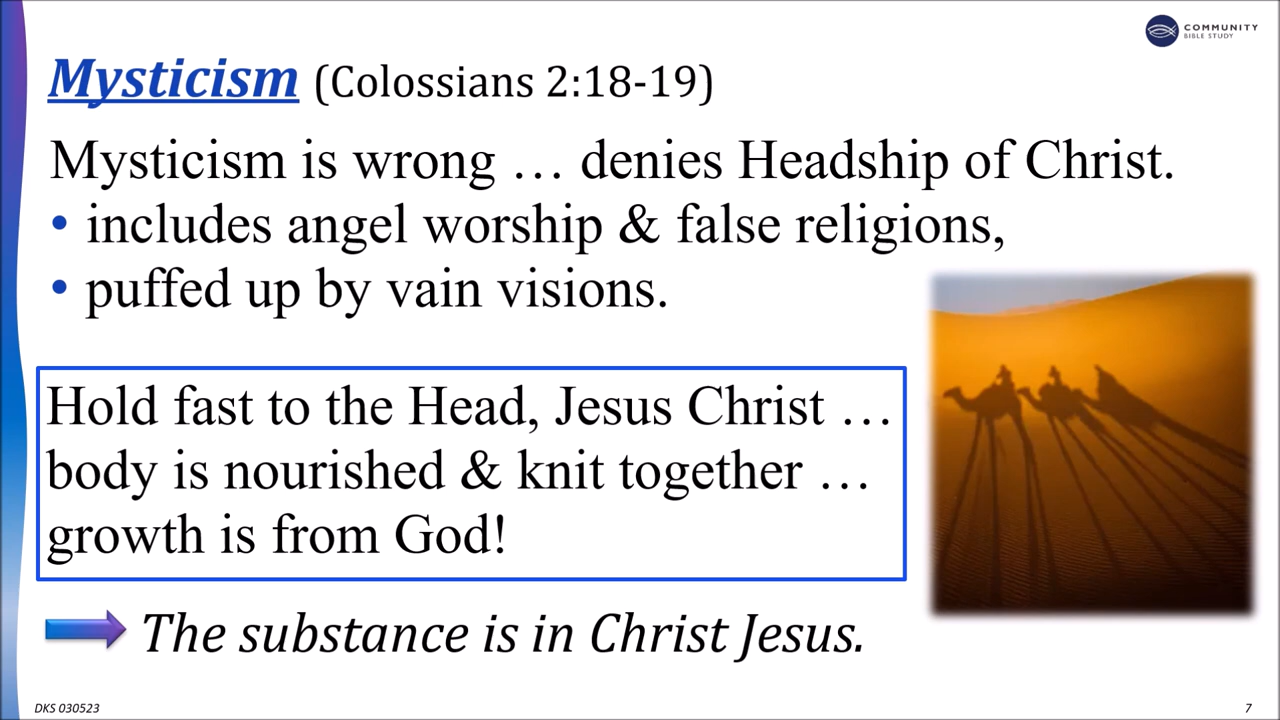 COMMUNITY
BIBLE STUDY
Mysticism (Colossians 2:18-19)
Mysticism is wrong … denies Headship of Christ.
• includes angel worship & false religions,
• puffed up by vain visions.
Hold fast to the Head, Jesus Christ …
body is nourished & knit together …
growth is from God!
The substance is in Christ Jesus.
DKS 030523
7